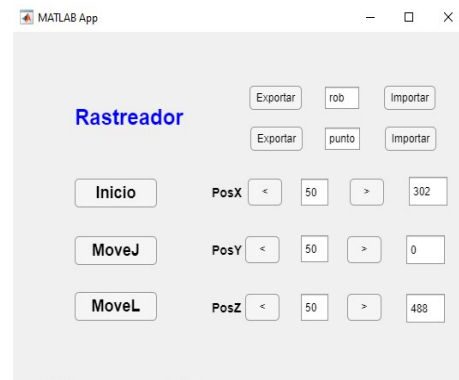 MATLAB App
Exportar rob Importar
Rastreador
Exportar punto Importar
Inicio PosX < 50 > 302
MoveJ PosY < 50 > 0
MoveL PosZ < 50 > 488